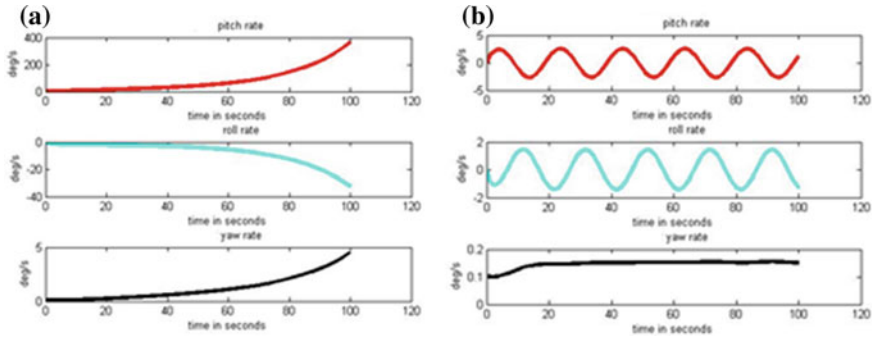 (a)
pitch rate
400
200
0
deg/s
0 20 40 60 80 100 120
time in seconds
roll rate
0
-20
-40
deg/s
0 20 40 60 80 100 120
time in seconds
yaw rate
5
0
deg/s
0 20 40 60 80 100 120
time in seconds
(b)
pitch rate
5
0
-5
deg/s
0 20 40 60 80 100 120
time in seconds
roll rate
2
0
-2
deg/s
0 20 40 60 80 100 120
time in seconds
yaw rate
0.2
0.1
0
deg/s
0 20 40 60 80 100 120
time in seconds